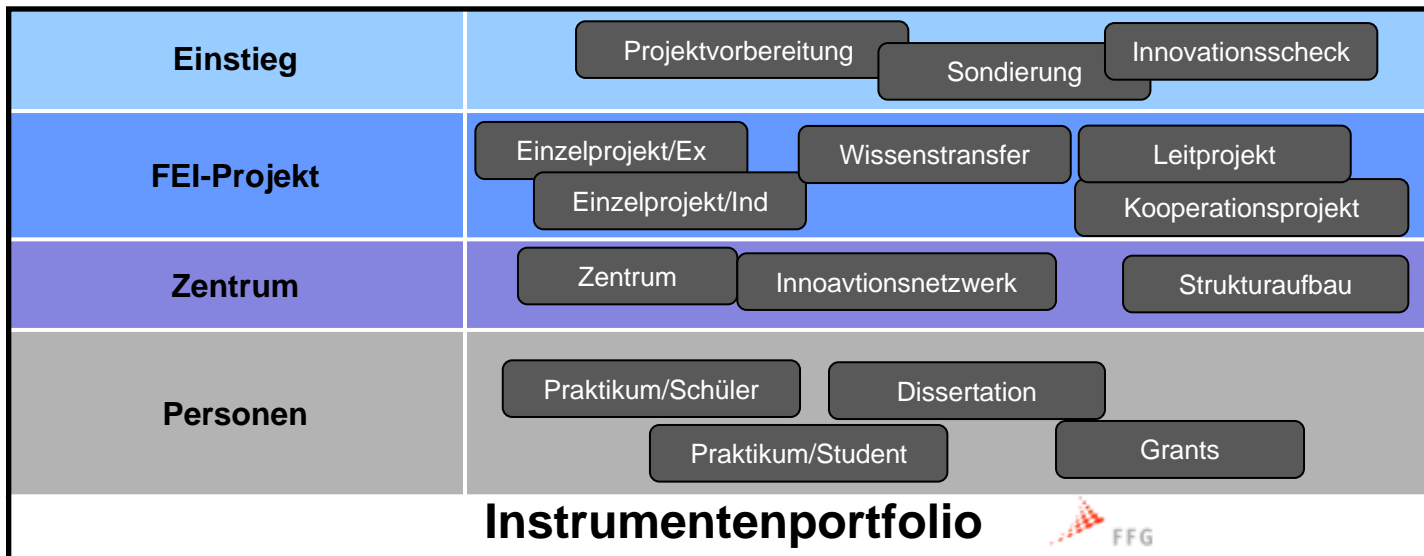 Einstieg
Projektvorbereitung
Sondierung
Innovationsscheck
FEI-Projekt
Einzelprojekt/Ex
Einzelprojekt/Ind
Wissenstransfer
Leitprojekt
Kooperationsprojekt
Zentrum
Zentrum
Innoavtionsnetzwerk
Strukturaufbau
Personen
Praktikum/Schüler
Praktikum/Student
Dissertation
Grants
Instrumentenportfolio
FFG